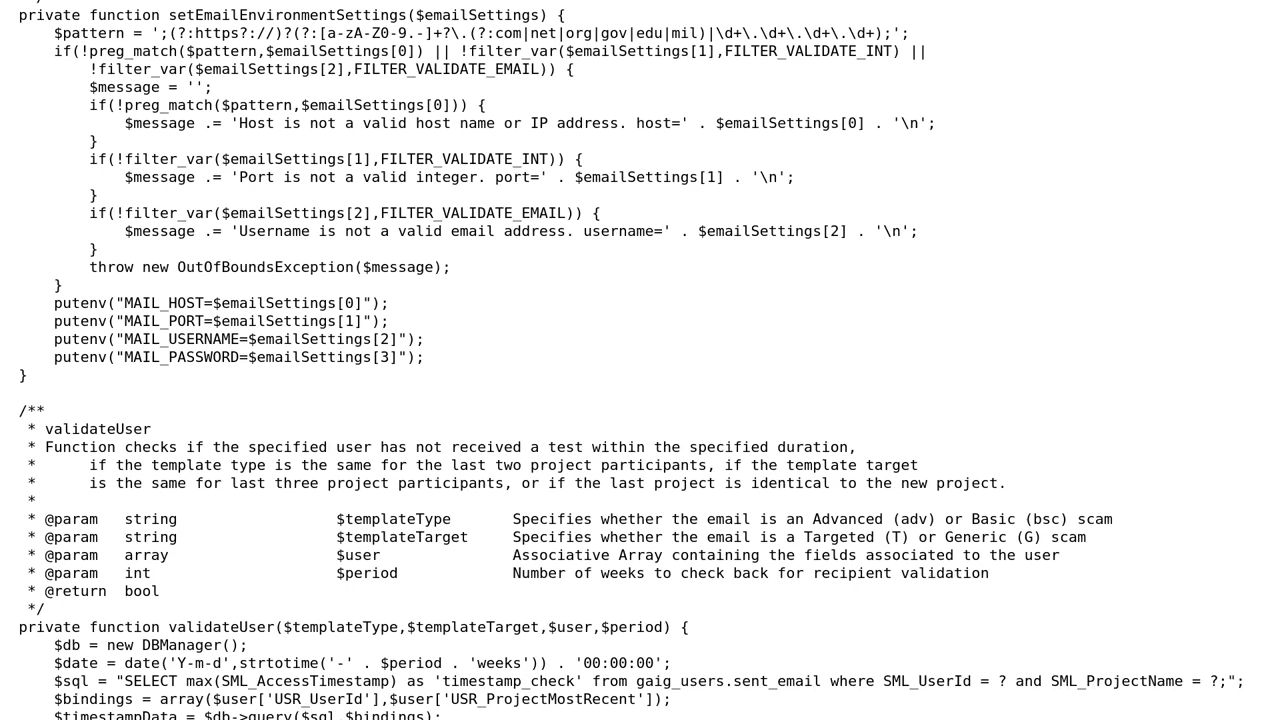 */
private function setEmailEnvironmentSettings($emailSettings) {
    $pattern = ';(?:https?://)?(?:[a-zA-Z0-9.-]+?\.(?:com|net|org|gov|edu|mil)|\d+\.\d+\.\d+\.\d+);';
    if(!preg_match($pattern,$emailSettings[0]) || !filter_var($emailSettings[1],FILTER_VALIDATE_INT) ||
        !filter_var($emailSettings[2],FILTER_VALIDATE_EMAIL)) {
        $message = '';
        if(!preg_match($pattern,$emailSettings[0])) {
            $message .= 'Host is not a valid host name or IP address. host=' . $emailSettings[0] . '\n';
        }
        if(!filter_var($emailSettings[1],FILTER_VALIDATE_INT)) {
            $message .= 'Port is not a valid integer. port=' . $emailSettings[1] . '\n';
        }
        if(!filter_var($emailSettings[2],FILTER_VALIDATE_EMAIL)) {
            $message .= 'Username is not a valid email address. username=' . $emailSettings[2] . '\n';
        }
        throw new OutOfBoundsException($message);
    }
    putenv("MAIL_HOST=$emailSettings[0]");
    putenv("MAIL_PORT=$emailSettings[1]");
    putenv("MAIL_USERNAME=$emailSettings[2]");
    putenv("MAIL_PASSWORD=$emailSettings[3]");
}

/**
 * validateUser
 * Function checks if the specified user has not received a test within the specified duration,
 *      if the template type is the same for the last two project participants, if the template target
 *      is the same for last three project participants, or if the last project is identical to the new project.
 *
 * @param   string                  $templateType       Specifies whether the email is an Advanced (adv) or Basic (bsc) scam
 * @param   string                  $templateTarget     Specifies whether the email is a Targeted (T) or Generic (G) scam
 * @param   array                   $user               Associative Array containing the fields associated to the user
 * @param   int                     $period             Number of weeks to check back for recipient validation
 * @return  bool
 */
private function validateUser($templateType,$templateTarget,$user,$period) {
    $db = new DBManager();
    $date = date('Y-m-d',strtotime('-' . $period . 'weeks')) . '00:00:00';
    $sql = "SELECT max(SML_AccessTimestamp) as 'timestamp_check' from gaig_users.sent_email where SML_UserId = ? and SML_ProjectName = ?;";
    $bindings = array($user['USR_UserId'],$user['USR_ProjectMostRecent']);
    $timestampData = $db->query($sql,$bindings);